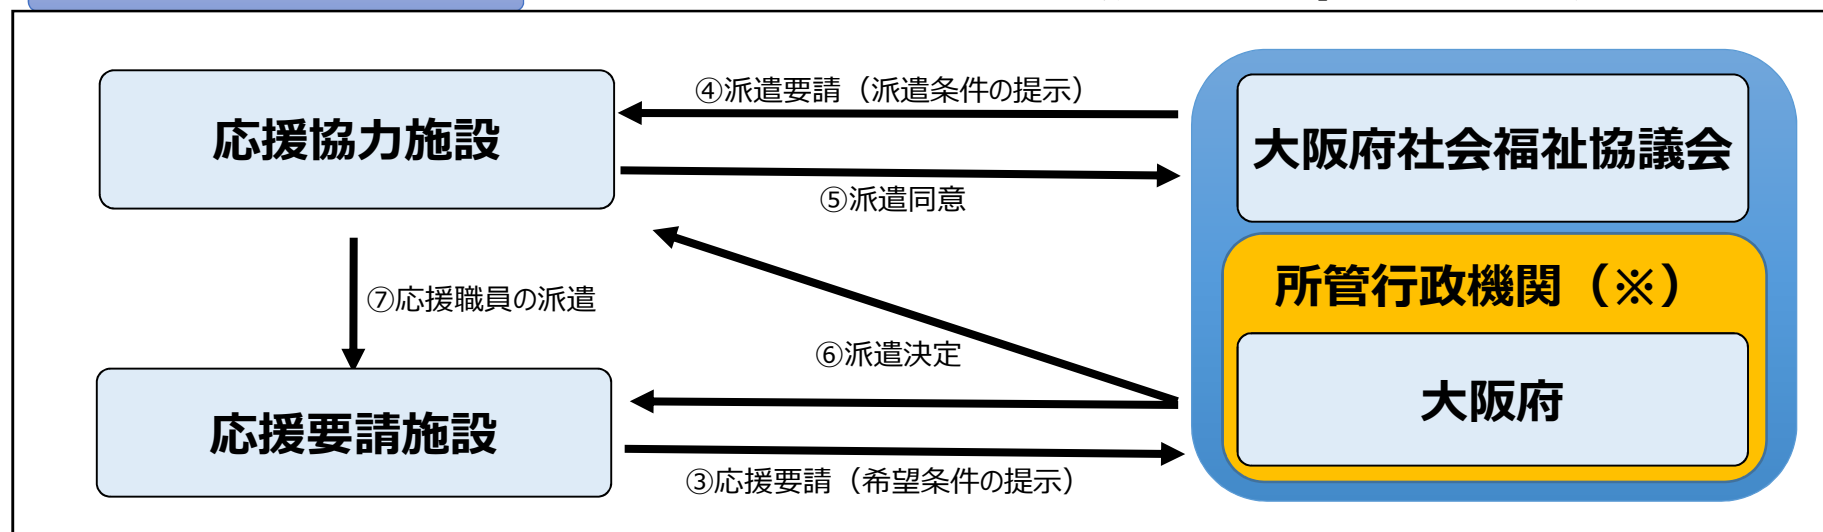 ④派遣要請（派遣条件の提示）
応援協力施設
大阪府社会福祉協議会
⑤派遣同意
所管行政機関（※）
⑦応援職員の派遣
⑥派遣決定
大阪府
応援要請施設
③応援要請（希望条件の提示）